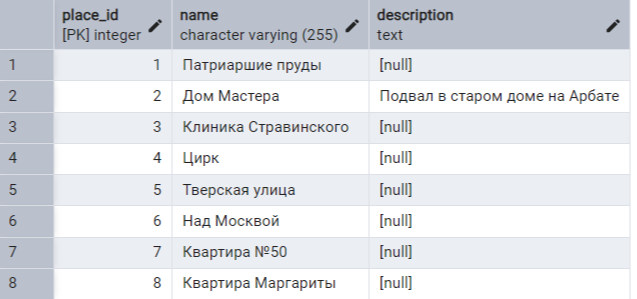 place_id name description
[PK] integer character varying (255) text
1 1 Патриаршие пруды [null]
2 2 Дом Мастера Подвал в старом доме на Арбате
3 3 Клиника Стравинского [null]
4 4 Цирк [null]
5 5 Тверская улица [null]
6 6 Над Москвой [null]
7 7 Квартира №50 [null]
8 8 Квартира Маргариты [null]